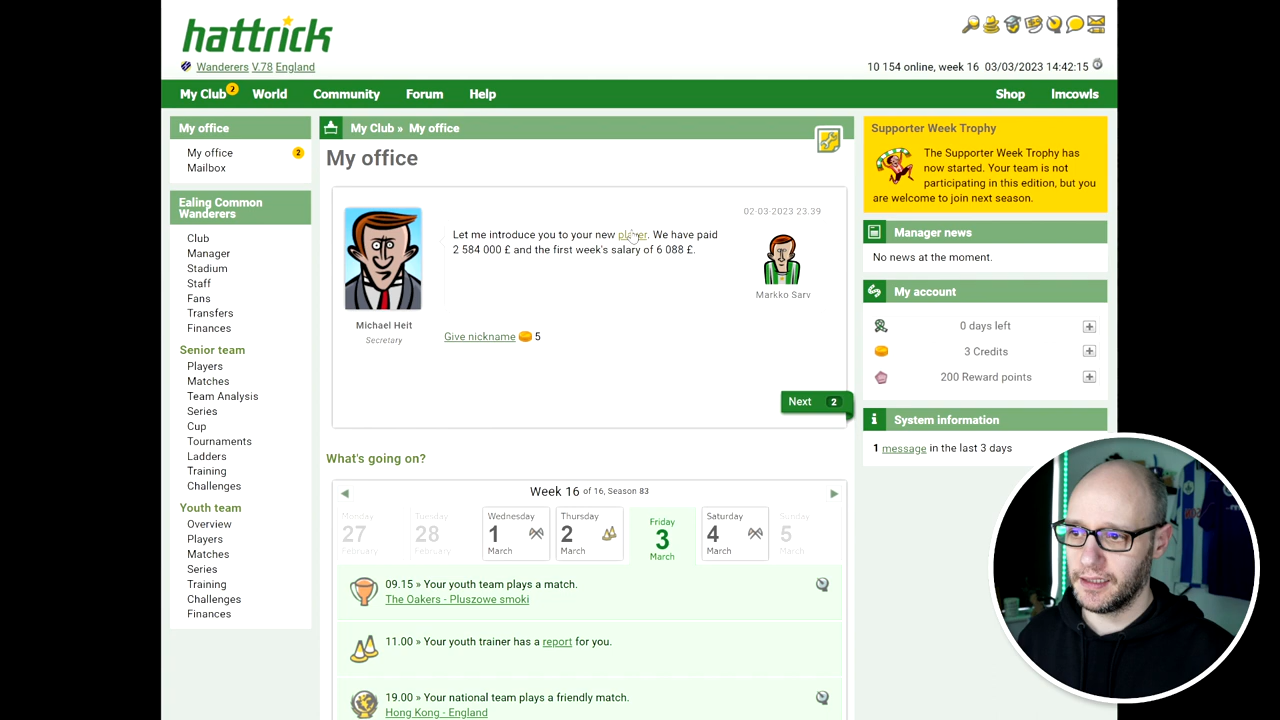 hattrick
Wanderers V.78 England
10 154 online, week 16 03/03/2023 14:42:15
My Club 2 World Community Forum Help Shop lmcowls
My office
My office 2
Mailbox
Ealing Common
Wanderers
Club
Manager
Stadium
Staff
Fans
Transfers
Finances
Senior team
Players
Matches
Team Analysis
Series
Cup
Tournaments
Ladders
Training
Challenges
Youth team
Overview
Players
Matches
Series
Training
Challenges
Finances
My Club » My office
My office
02-03-2023 23.39
Let me introduce you to your new player. We have paid
2 584 000 £ and the first week's salary of 6 088 £.
Markko Sarv
Michael Heit
Secretary
Give nickname 5
Next 2
What's going on?
Week 16 of 16, Season 83
Monday
27
February
Tuesday
28
February
Wednesday
1
March
Thursday
2
March
Friday
3
March
Saturday
4
March
Sunday
5
March
09.15 » Your youth team plays a match.
The Oakers - Pluszowe smoki
11.00 » Your youth trainer has a report for you.
19.00 » Your national team plays a friendly match.
Hong Kong - England
Supporter Week Trophy
The Supporter Week Trophy has
now started. Your team is not
participating in this edition, but you
are welcome to join next season.
Manager news
No news at the moment.
My account
0 days left
3 Credits
200 Reward points
System information
1 message in the last 3 days